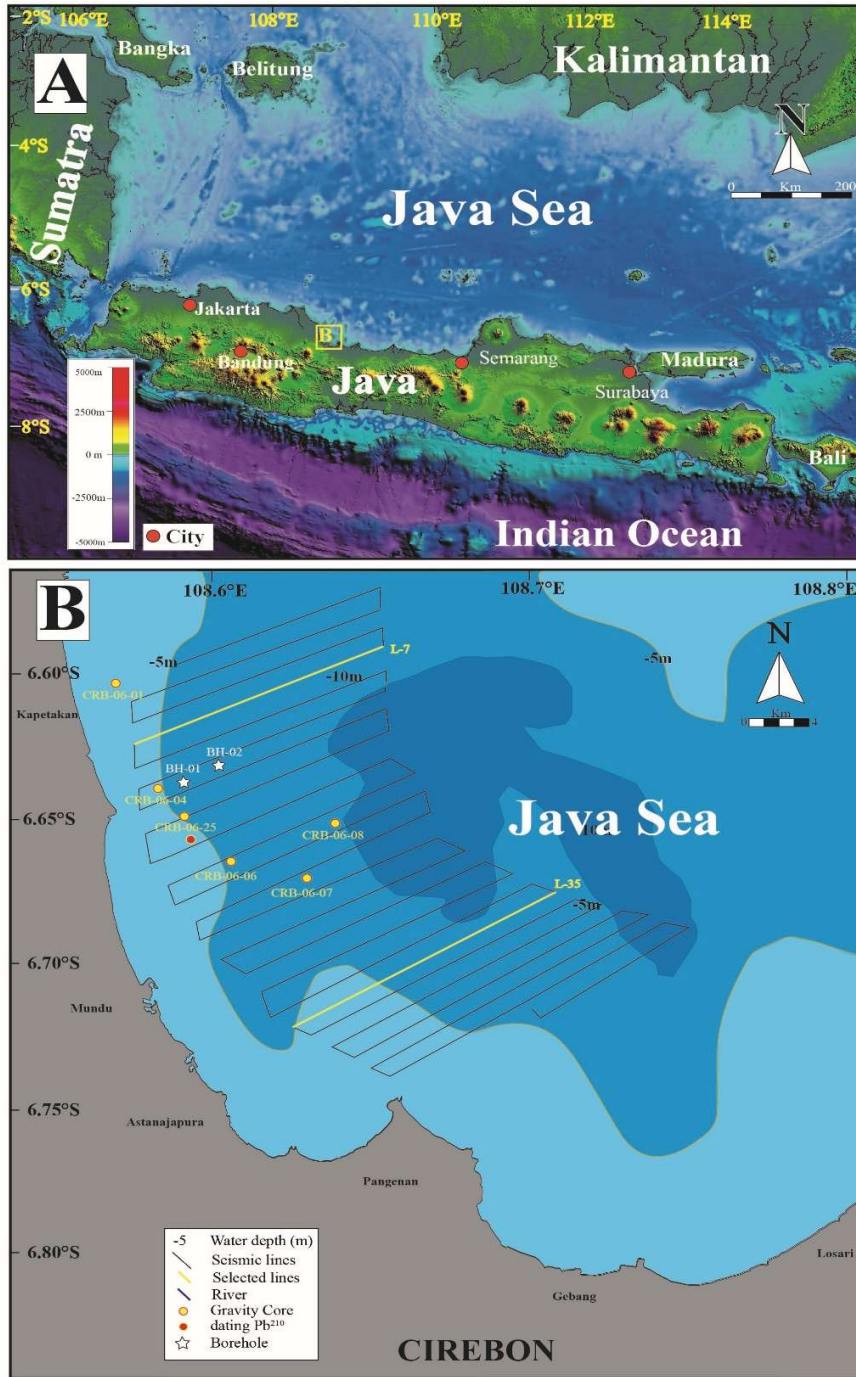 A
2°S
106°E
108°E
110°E
112°E
114°E
Bangka
Belitung
Kalimantan
N
4°S
Sumatra
0 Km 200
Java Sea
6°S
Jakarta
B
Bandung
Semarang
Madura
Java
Surabaya
5000m
2500m
0 m
-2500m
-5000m
8°S
Bali
City
Indian Ocean
B
108.6°E
108.7°E
108.8°E
N
-5m
L-7
-5m
6.60°S
-10m
CRB-06-01
Km
0 4
Kapetakan
BH-02
BH-01
CRB-06-04
6.65°S
CRB-06-25
CRB-06-08
Java Sea
CRB-06-06
CRB-06-07
L-35
-5m
6.70°S
Mundu
6.75°S
Astanajapura
Pangenan
6.80°S
Losari
Gebang
-5 Water depth (m)
Seismic lines
Selected lines
River
Gravity Core
dating Pb²¹⁰
Borehole
CIREBON